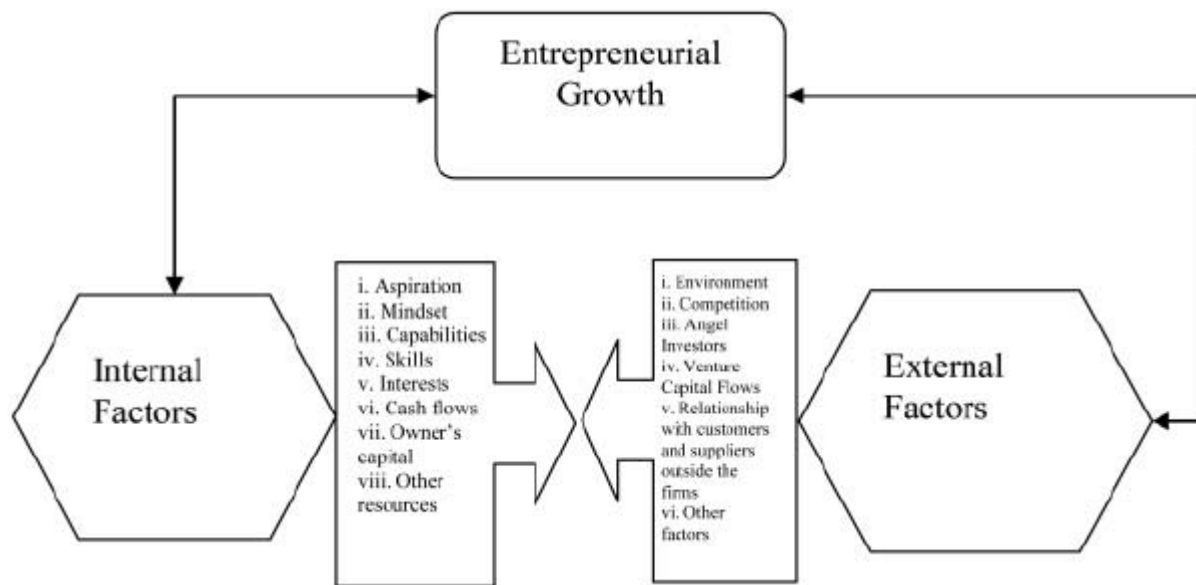 Entrepreneurial
Growth
Internal
Factors
i. Aspiration
ii. Mindset
iii. Capabilities
iv. Skills
v. Interests
vi. Cash flows
vii. Owner's
capital
viii. Other
resources
i. Environment
ii. Competition
iii. Angel
Investors
iv. Venture
Capital Flows
v. Relationship
with customers
and suppliers
outside the
firms
vi. Other
factors
External
Factors